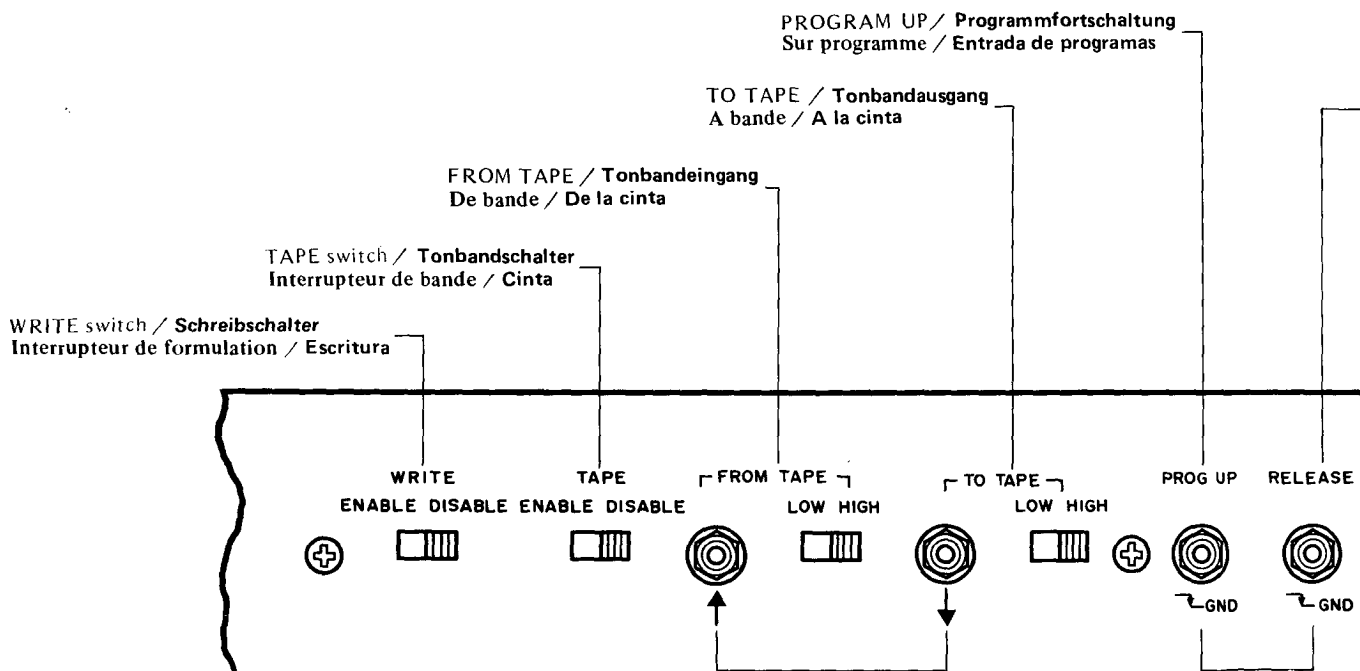 PROGRAM UP / Programmfortschaltung
Sur programme / Entrada de programas
TO TAPE / Tonbandausgang
A bande / A la cinta
FROM TAPE / Tonbandeingang
De bande / De la cinta
TAPE switch / Tonbandschalter
Interrupteur de bande / Cinta
WRITE switch / Schreibschalter
Interrupteur de formulation / Escritura
WRITE
ENABLE DISABLE
TAPE
ENABLE DISABLE
FROM TAPE
LOW HIGH
TO TAPE
LOW HIGH
PROG UP
RELEASE
GND
GND